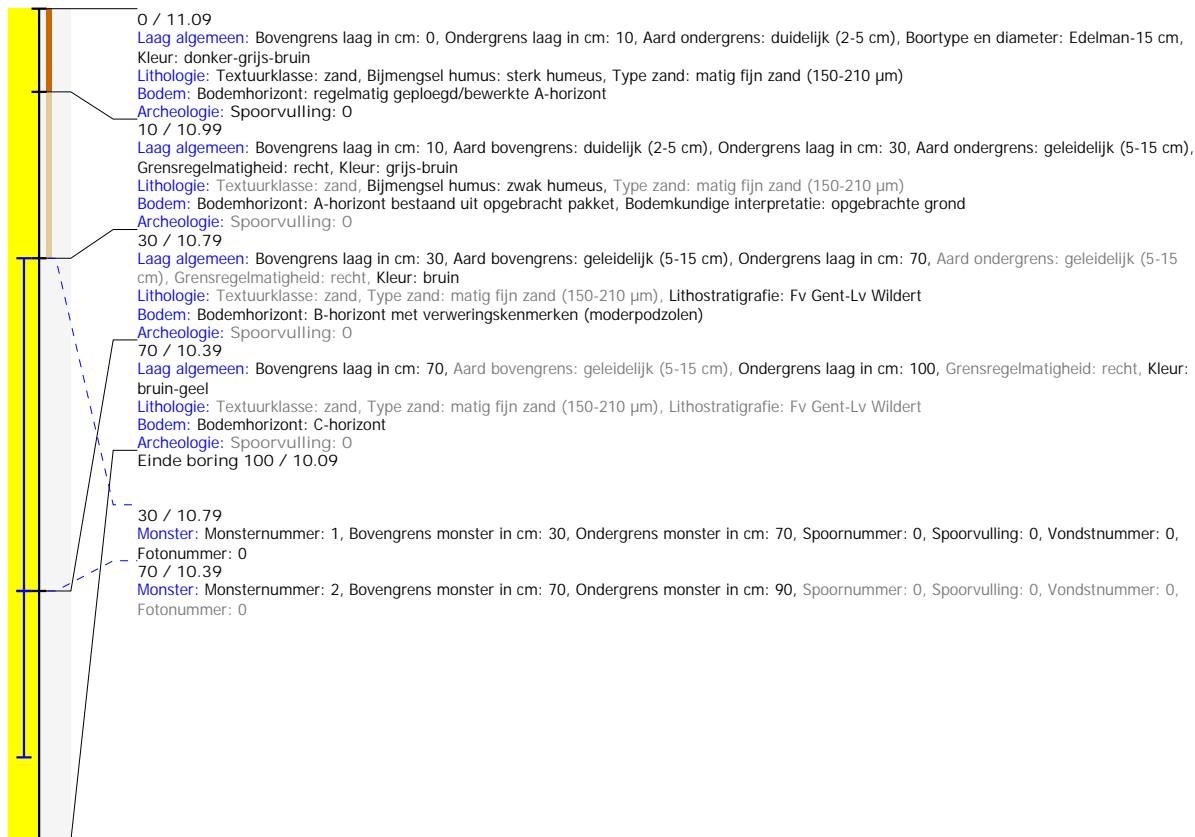 0 / 11.09
Laag algemeen: Bovengrens laag in cm: 0, Ondergrens laag in cm: 10, Aard ondergrens: duidelijk (2-5 cm), Boortype en diameter: Edelman-15 cm,
Kleur: donker-grijs-bruin
Lithologie: Textuurklasse: zand, Bijmengsel humus: sterk humeus, Type zand: matig fijn zand (150-210 µm)
Bodem: Bodemhorizont: regelmatig geploegd/bewerkte A-horizont
Archeologie: Spoorvulling: 0
10 / 10.99
Laag algemeen: Bovengrens laag in cm: 10, Aard bovengrens: duidelijk (2-5 cm), Ondergrens laag in cm: 30, Aard ondergrens: geleidelijk (5-15 cm),
Grensregelmatigheid: recht, Kleur: grijs-bruin
Lithologie: Textuurklasse: zand, Bijmengsel humus: zwak humeus, Type zand: matig fijn zand (150-210 µm)
Bodem: Bodemhorizont: A-horizont bestaand uit opgebracht pakket, Bodemkundige interpretatie: opgebrachte grond
Archeologie: Spoorvulling: 0
30 / 10.79
Laag algemeen: Bovengrens laag in cm: 30, Aard bovengrens: geleidelijk (5-15 cm), Ondergrens laag in cm: 70, Aard ondergrens: geleidelijk (5-15
cm), Grensregelmatigheid: recht, Kleur: bruin
Lithologie: Textuurklasse: zand, Type zand: matig fijn zand (150-210 µm), Lithostratigrafie: Fv Gent-Lv Wildert
Bodem: Bodemhorizont: B-horizont met verweringskenmerken (moderpodzolen)
Archeologie: Spoorvulling: 0
70 / 10.39
Laag algemeen: Bovengrens laag in cm: 70, Aard bovengrens: geleidelijk (5-15 cm), Ondergrens laag in cm: 100, Grensregelmatigheid: recht, Kleur:
bruin-geel
Lithologie: Textuurklasse: zand, Type zand: matig fijn zand (150-210 µm), Lithostratigrafie: Fv Gent-Lv Wildert
Bodem: Bodemhorizont: C-horizont
Archeologie: Spoorvulling: 0
Einde boring 100 / 10.09
30 / 10.79
Monster: Monsternummer: 1, Bovengrens monster in cm: 30, Ondergrens monster in cm: 70, Spoornummer: 0, Spoorvulling: 0, Vondstnummer: 0,
Fotonummer: 0
70 / 10.39
Monster: Monsternummer: 2, Bovengrens monster in cm: 70, Ondergrens monster in cm: 90, Spoornummer: 0, Spoorvulling: 0, Vondstnummer: 0,
Fotonummer: 0